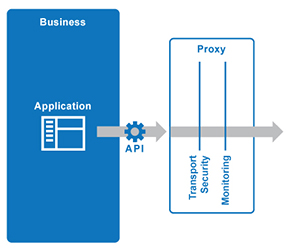 Business
Proxy
Application
API
Transport
Security
Monitoring